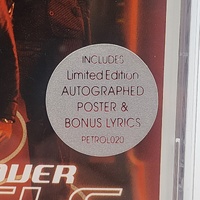 INCLUDES
Limited Edition
AUTOGRAPHED
POSTER &
BONUS LYRICS
PETROL020